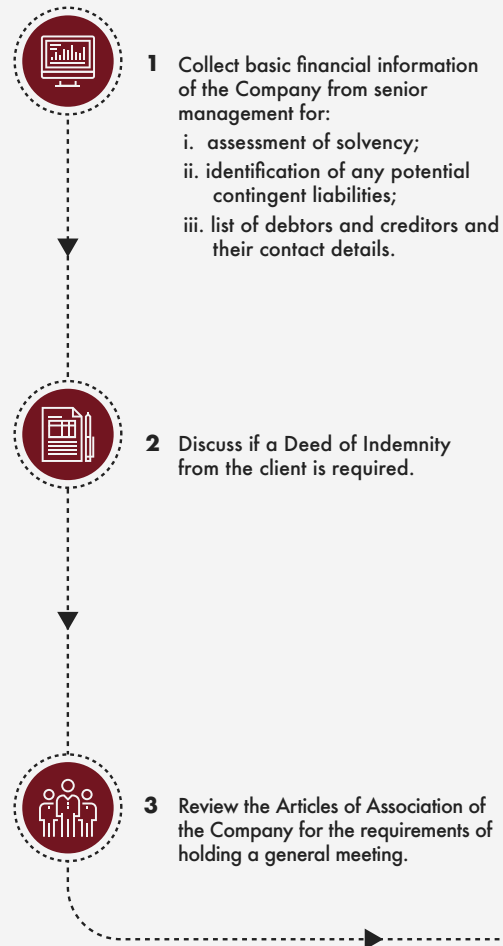 1 Collect basic financial information
of the Company from senior
management for:
i. assessment of solvency;
ii. identification of any potential
contingent liabilities;
iii. list of debtors and creditors and
their contact details.
2 Discuss if a Deed of Indemnity
from the client is required.
3 Review the Articles of Association of
the Company for the requirements of
holding a general meeting.